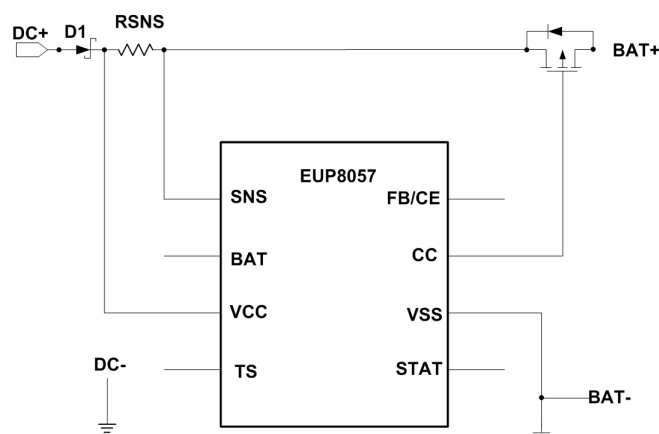 DC+
D1
RSNS
BAT+
EUP8057
SNS
FB/CE
BAT
CC
VCC
VSS
TS
STAT
DC-
BAT-